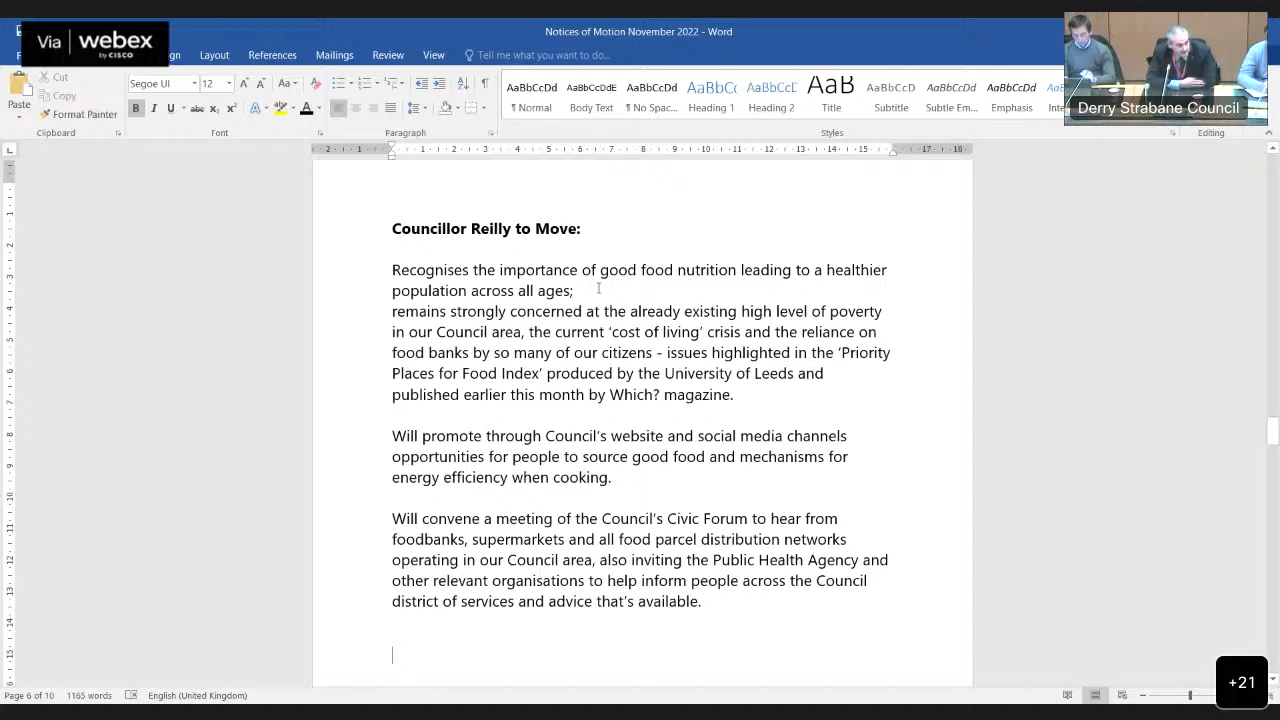 Via webex
by CISCO
Notices of Motion November 2022 - Word
Layout References Mailings Review View Tell me what you want to do...
Cut
Copy
Format Painter
Paste
Segoe UI 12
AaBbCcDd AaBbCcDdE AaBbCcDd AaBbCc AaBbCcD AaB AaBbCcD AaBbCcDd AaBbCcDd
¶ Normal Body Text ¶ No Spac... Heading 1 Heading 2 Title Subtitle Subtle Em... Emphasis
Font Paragraph Styles Editing
Derry Strabane Council
Councillor Reilly to Move:
Recognises the importance of good food nutrition leading to a healthier
population across all ages;
remains strongly concerned at the already existing high level of poverty
in our Council area, the current ‘cost of living’ crisis and the reliance on
food banks by so many of our citizens - issues highlighted in the ‘Priority
Places for Food Index’ produced by the University of Leeds and
published earlier this month by Which? magazine.
Will promote through Council’s website and social media channels
opportunities for people to source good food and mechanisms for
energy efficiency when cooking.
Will convene a meeting of the Council’s Civic Forum to hear from
foodbanks, supermarkets and all food parcel distribution networks
operating in our Council area, also inviting the Public Health Agency and
other relevant organisations to help inform people across the Council
district of services and advice that’s available.
Page 6 of 10 1165 words English (United Kingdom)
+21